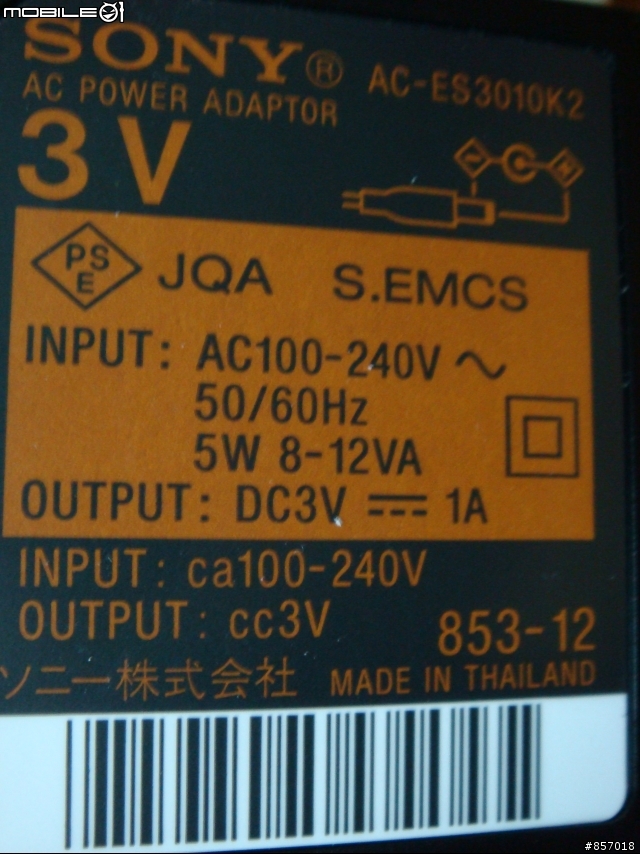 MOBILE01
SONY® AC-ES3010K2
AC POWER ADAPTOR
3V
PSE JQA S.EMCS
INPUT: AC100-240V ～
50/60Hz
5W 8-12VA
OUTPUT: DC3V ⎓ 1A
INPUT: ca100-240V
OUTPUT: cc3V
853-12
ソニー株式会社 MADE IN THAILAND
#857018